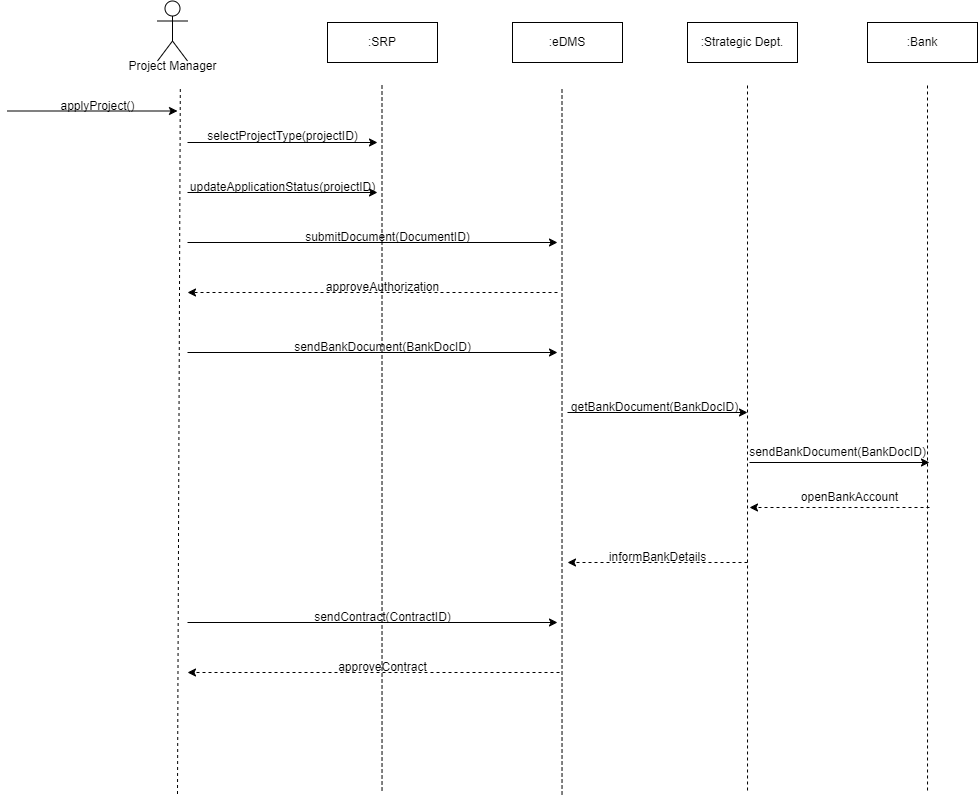 :SRP
:eDMS
:Strategic Dept.
:Bank
Project Manager
applyProject()
selectProjectType(projectID)
updateApplicationStatus(projectID)
submitDocument(DocumentID)
approveAuthorization
sendBankDocument(BankDocID)
getBankDocument(BankDocID)
sendBankDocument(BankDocID)
openBankAccount
informBankDetails
sendContract(ContractID)
approveContract